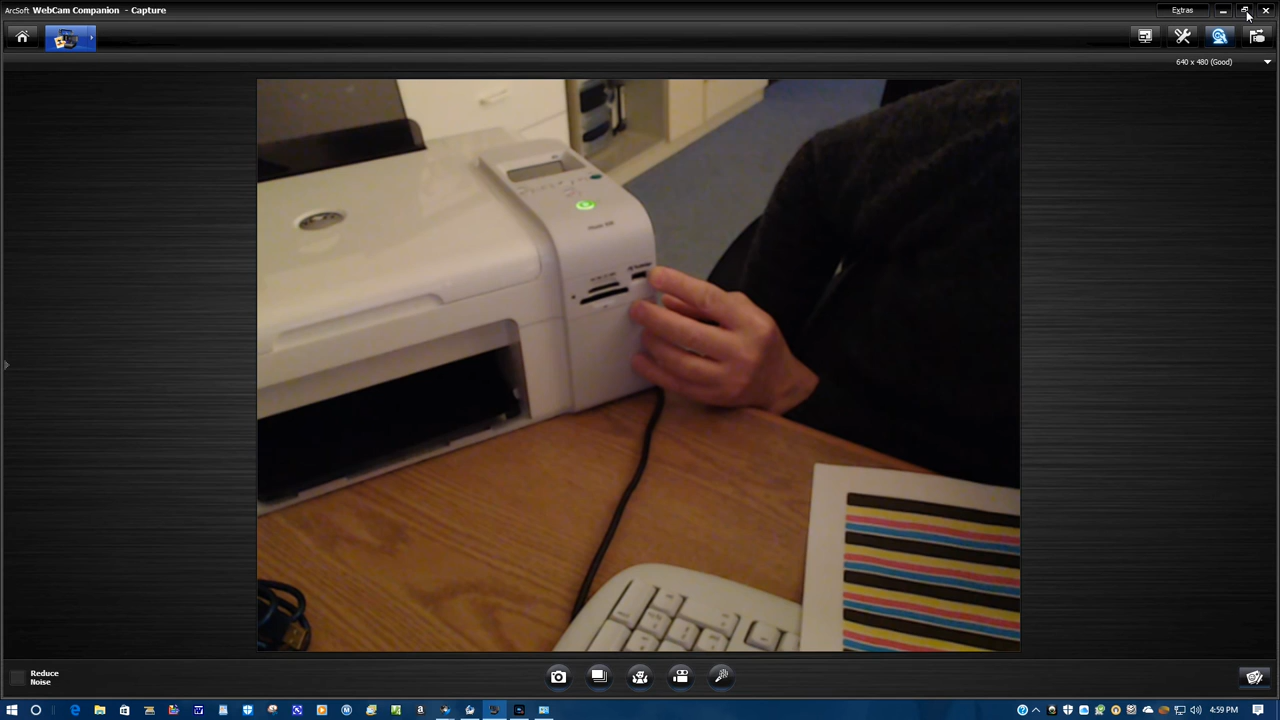 ArcSoft WebCam Companion - Capture
Extras
640 x 480 (Good)
Reduce
Noise
4:59 PM